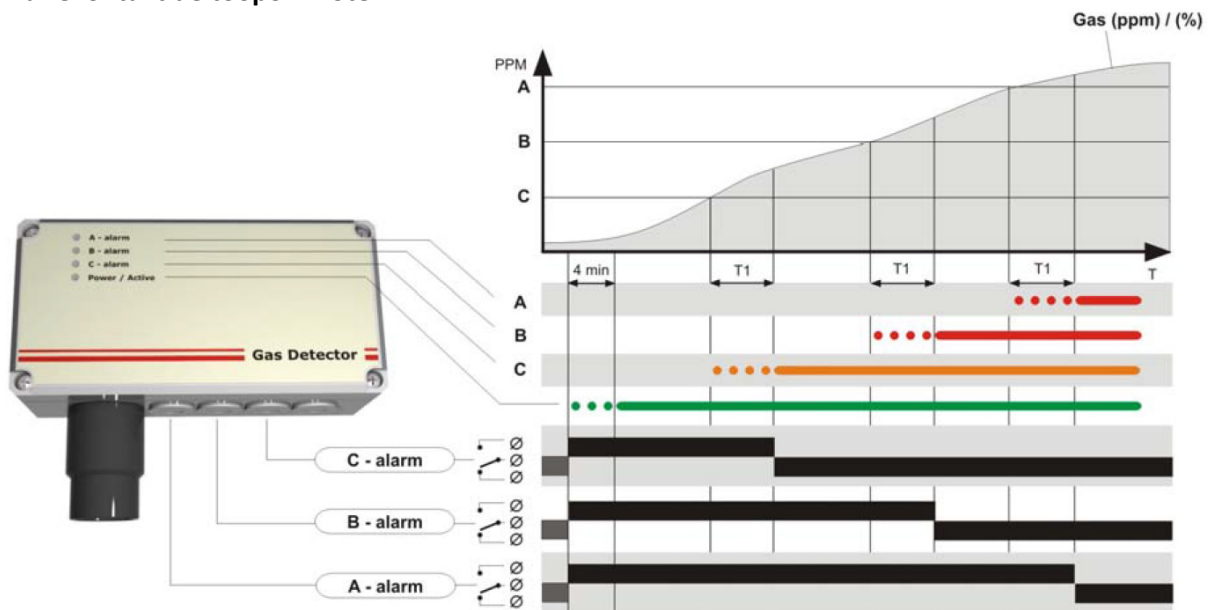 Gas (ppm) / (%)
PPM
A
B
C
4 min
T1
T1
T1
T
A - alarm
B - alarm
C - alarm
Power / Active
Gas Detector
A
B
C
C - alarm
Ø
Ø
Ø
B - alarm
Ø
Ø
Ø
A - alarm
Ø
Ø
Ø